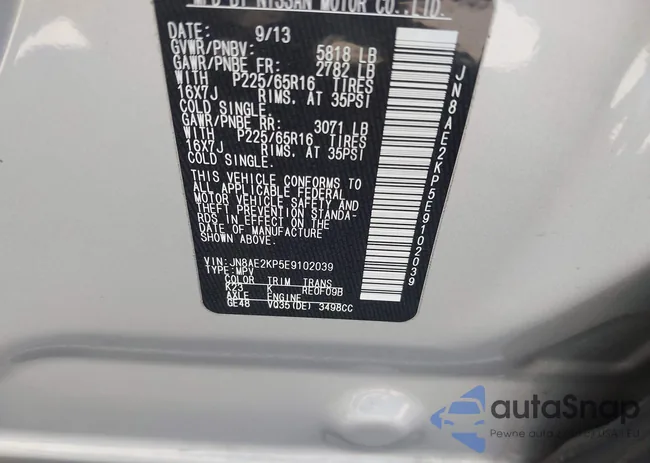 MFD BY NISSAN MOTOR CO.,LTD.
DATE: 9/13
GVWR/PNBV: 5818 LB
GAWR/PNBE FR: 2782 LB
WITH P225/65R16 TIRES
16X7J RIMS. AT 35PSI
COLD SINGLE.
GAWR/PNBE RR: 3071 LB
WITH P225/65R16 TIRES
16X7J RIMS. AT 35PSI
COLD SINGLE.
THIS VEHICLE CONFORMS TO
ALL APPLICABLE FEDERAL
MOTOR VEHICLE SAFETY AND
THEFT PREVENTION STANDA-
RDS IN EFFECT ON THE
DATE OF MANUFACTURE
SHOWN ABOVE.
VIN: JN8AE2KP5E9102039
TYPE: MPV
COLOR TRIM TRANS
K23 K RE0F09B
AXLE ENGINE
GE48 VQ35(DE) 3498CC
JN8AE2KP5E9102039
autaSnap
Pewne auto USA